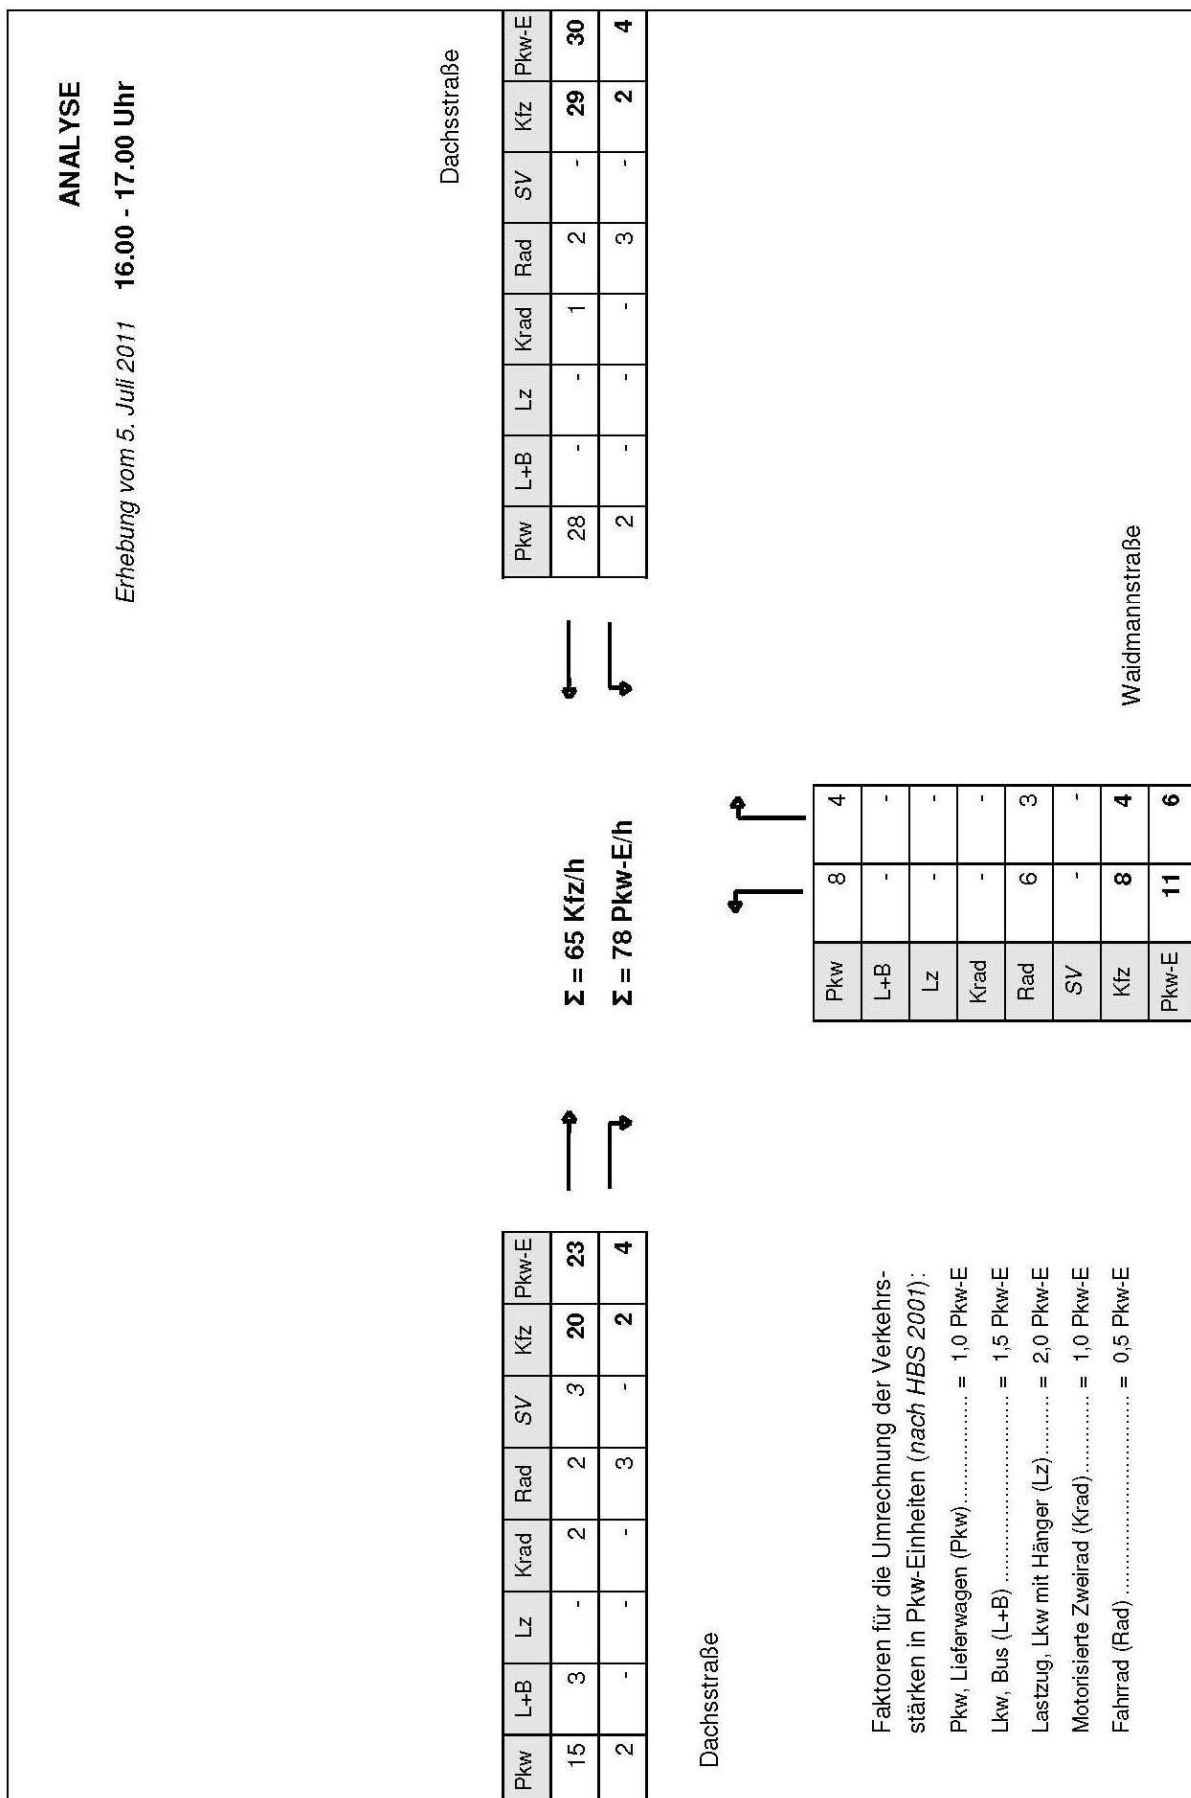 ANALYSE
Erhebung vom 5. Juli 2011 16.00 - 17.00 Uhr
Dachsstraße
Pkw L+B Lz Krad Rad SV Kfz Pkw-E
28 - - 1 2 - 29 30
2 - - - 3 - 2 4
Σ = 65 Kfz/h
Σ = 78 Pkw-E/h
Pkw L+B Lz Krad Rad SV Kfz Pkw-E
15 3 - 2 2 3 20 23
2 - - - 3 - 2 4
Dachsstraße
Waidmannstraße
Pkw 8 4
L+B - -
Lz - -
Krad - -
Rad 6 3
SV - -
Kfz 8 4
Pkw-E 11 6
Faktoren für die Umrechnung der Verkehrs-
stärken in Pkw-Einheiten (nach HBS 2001):
Pkw, Lieferwagen (Pkw)................. = 1,0 Pkw-E
Lkw, Bus (L+B) ............................ = 1,5 Pkw-E
Lastzug, Lkw mit Hänger (Lz).......... = 2,0 Pkw-E
Motorisierte Zweirad (Krad)............. = 1,0 Pkw-E
Fahrrad (Rad) ............................... = 0,5 Pkw-E